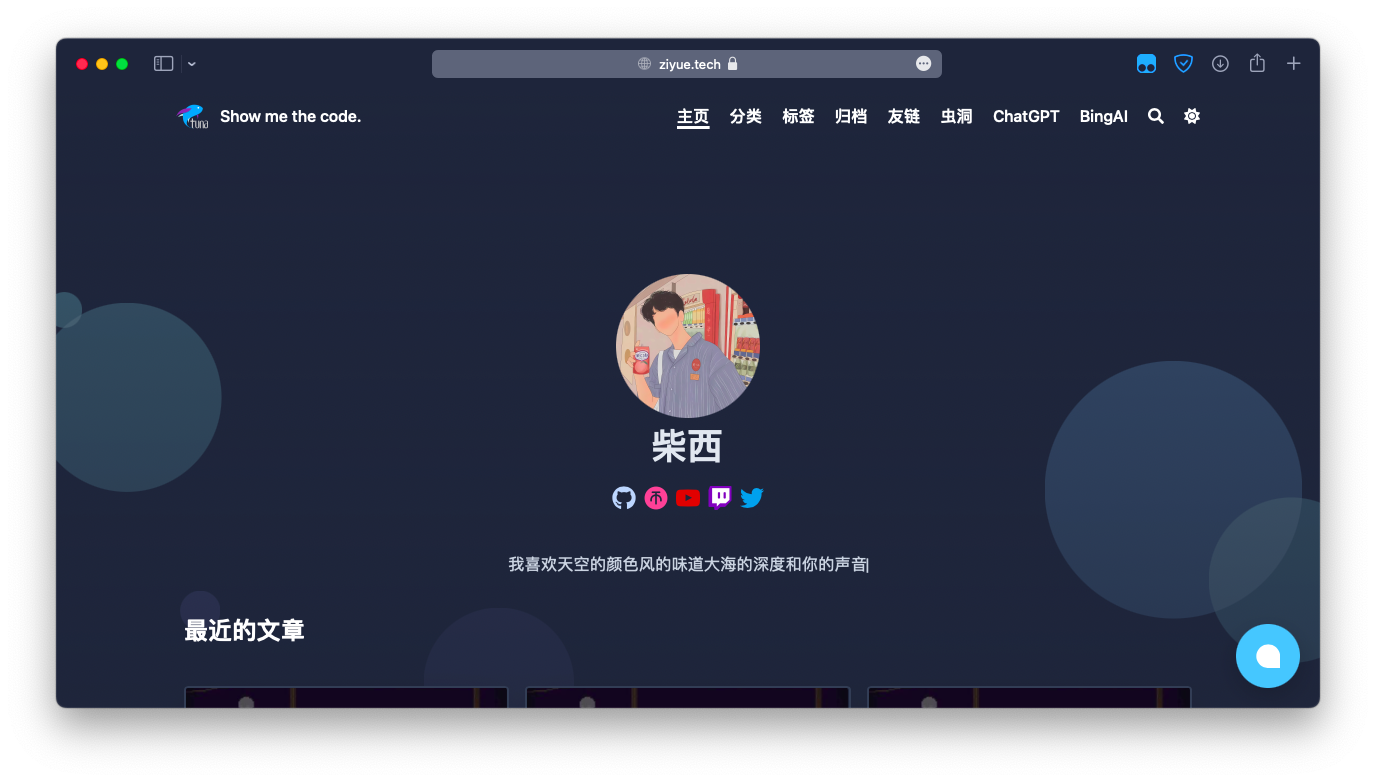 ziyue.tech
tuna
Show me the code.
主页 分类 标签 归档 友链 虫洞 ChatGPT BingAI
柴西
我喜欢天空的颜色风的味道大海的深度和你的声音
最近的文章